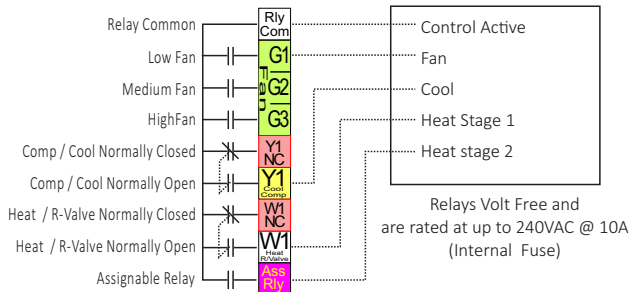 Relay Common
Low Fan
Medium Fan
HighFan
Comp / Cool Normally Closed
Comp / Cool Normally Open
Heat / R-Valve Normally Closed
Heat / R-Valve Normally Open
Assignable Relay
Rly
Com
G1
G2
G3
Fan
Y1
NC
Y1
Cool
Comp
W1
NC
W1
Heat
R/Valve
Ass
Rly
Control Active
Fan
Cool
Heat Stage 1
Heat stage 2
Relays Volt Free and
are rated at up to 240VAC @ 10A
(Internal Fuse)